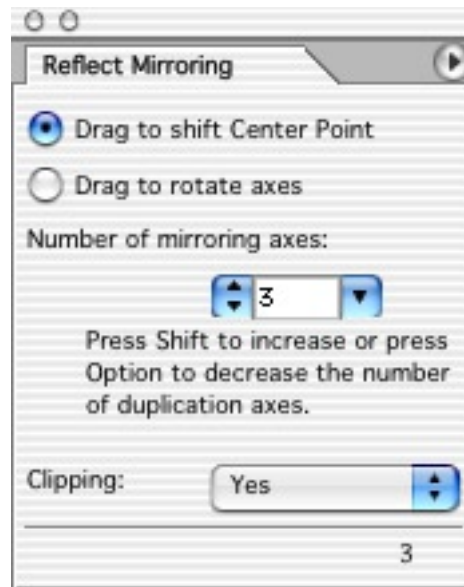 Reflect Mirroring
Drag to shift Center Point
Drag to rotate axes
Number of mirroring axes:
3
Press Shift to increase or press
Option to decrease the number
of duplication axes.
Clipping: Yes
3